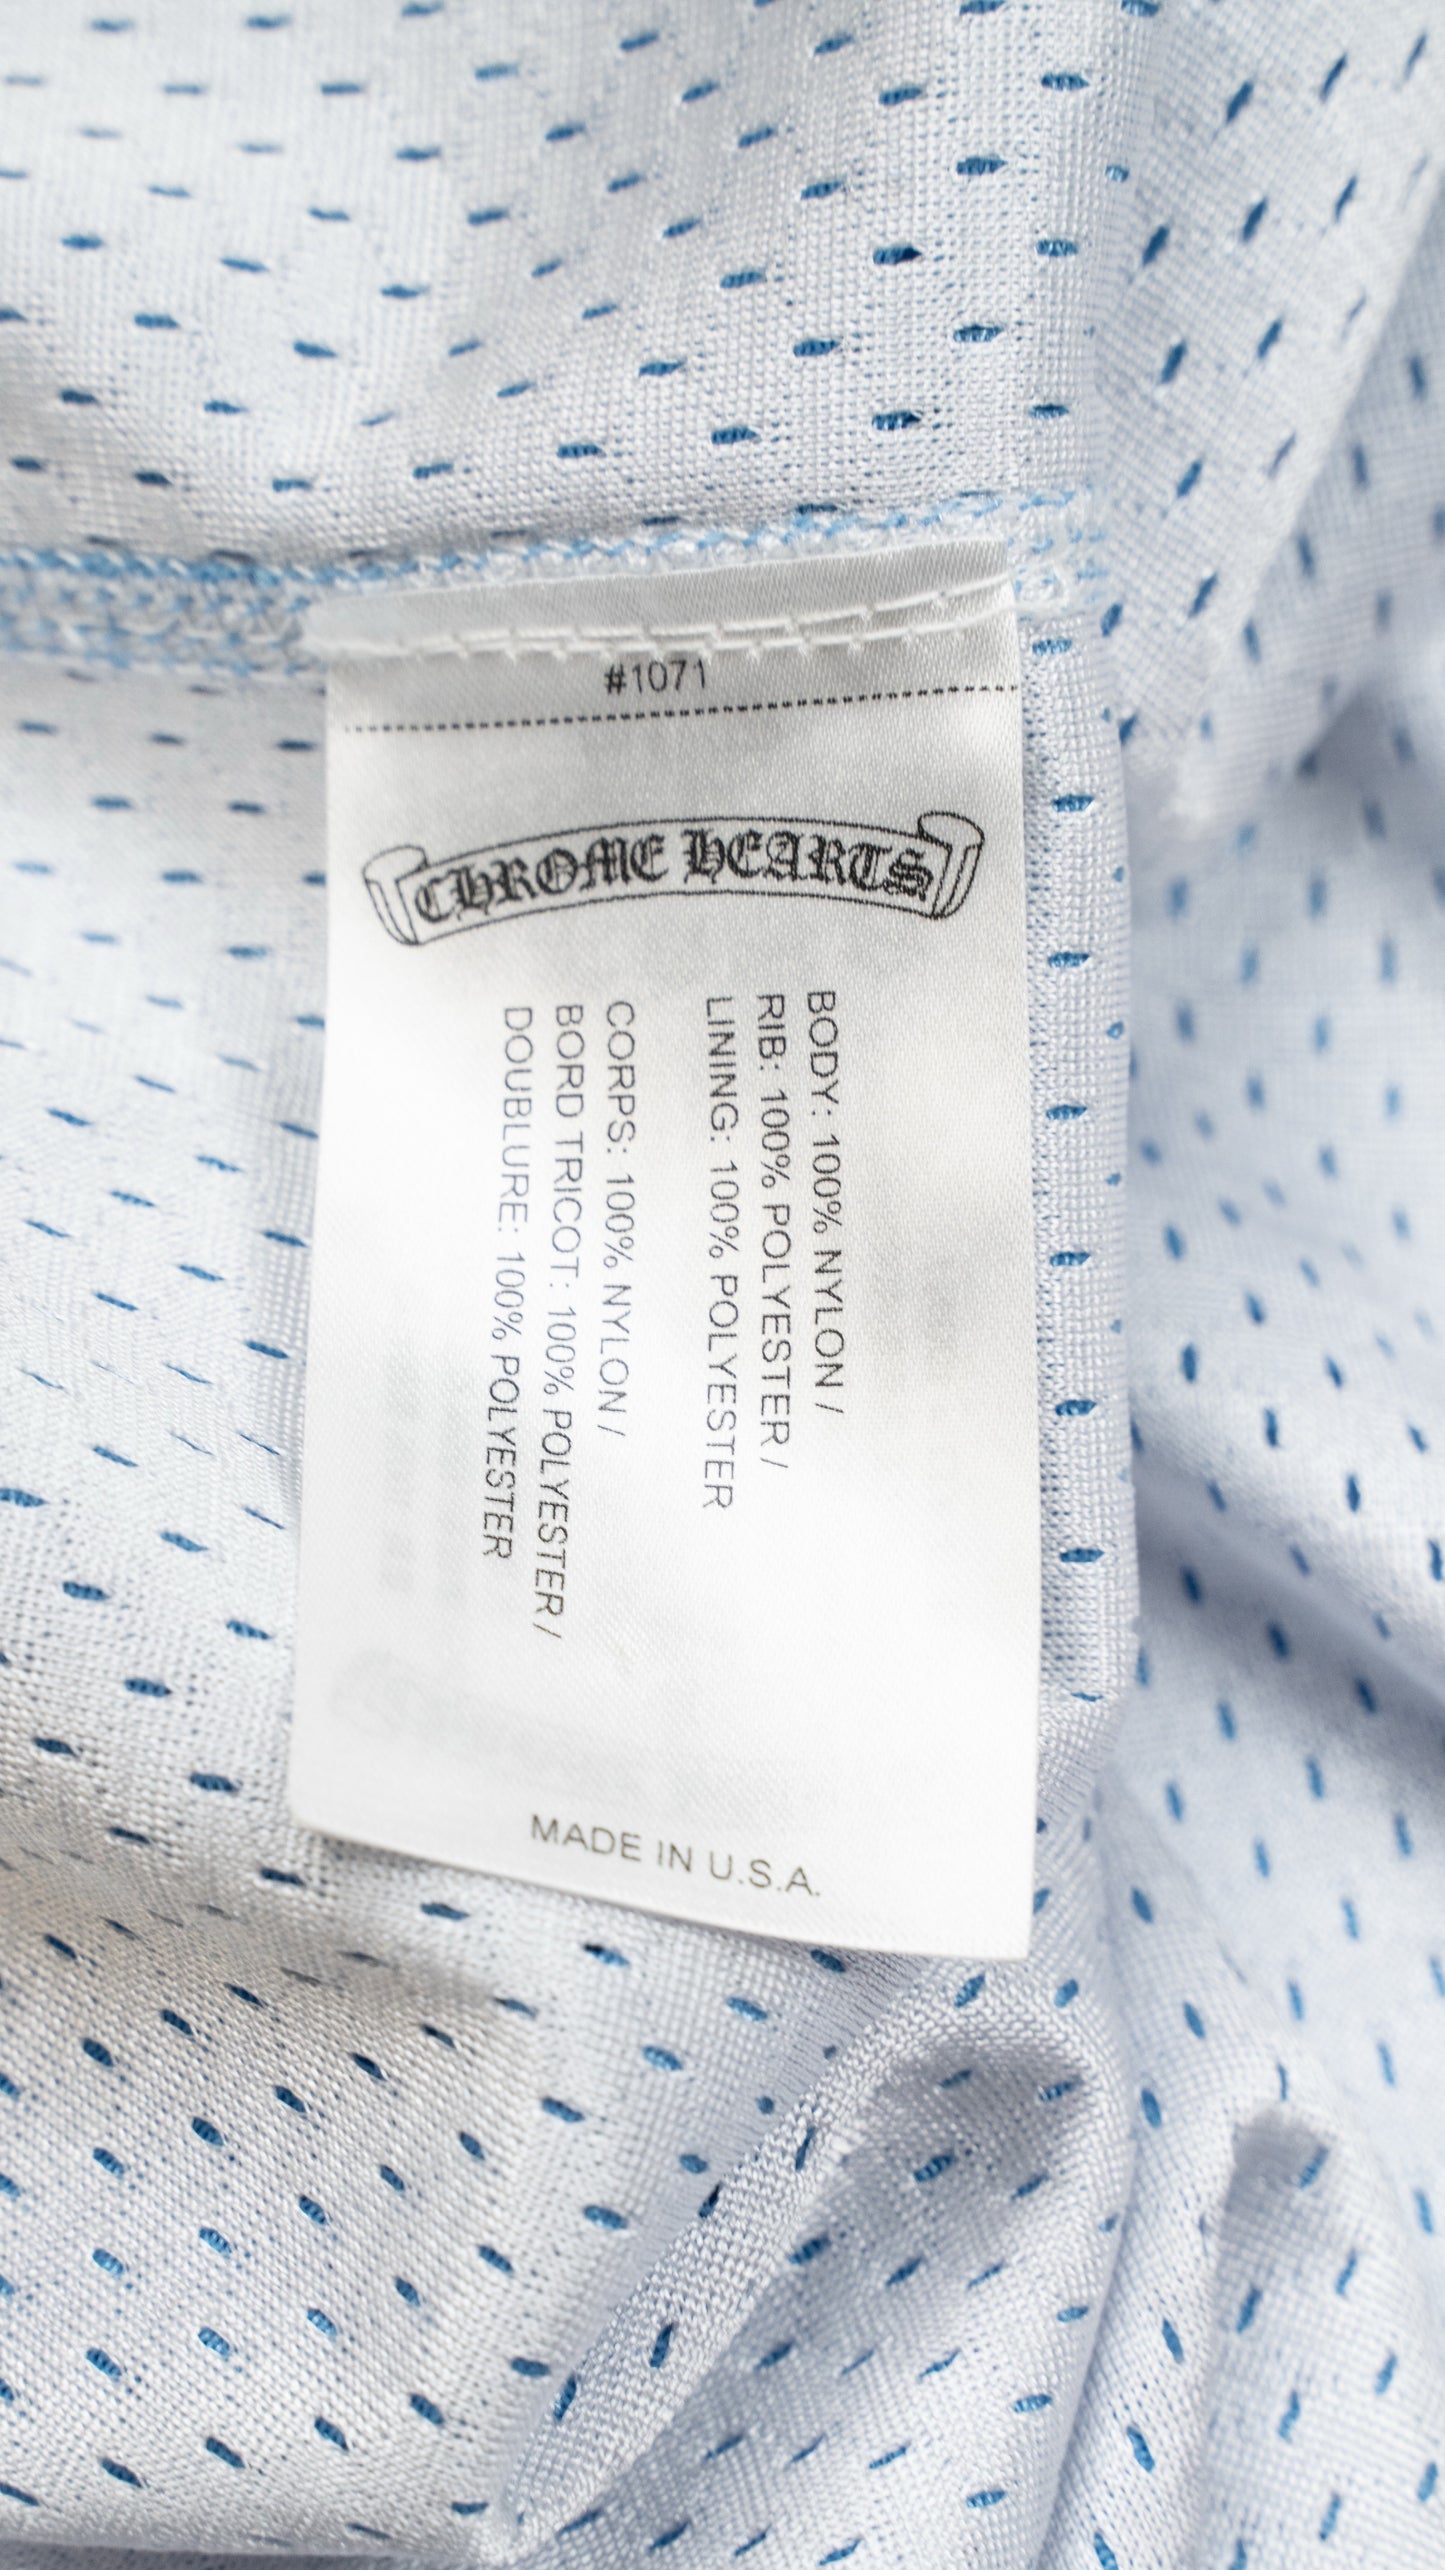 #1071
CHROME HEARTS
BODY: 100% NYLON /
RIB: 100% POLYESTER /
LINING: 100% POLYESTER
CORPS: 100% NYLON /
BORD TRICOT: 100% POLYESTER /
DOUBLURE: 100% POLYESTER
MADE IN U.S.A.